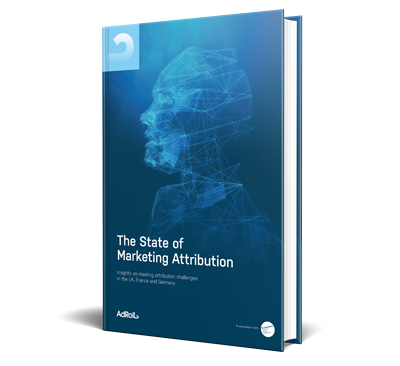 The State of
Marketing Attribution
Insights on meeting attribution challenges
in the UK, France and Germany
AdRoll